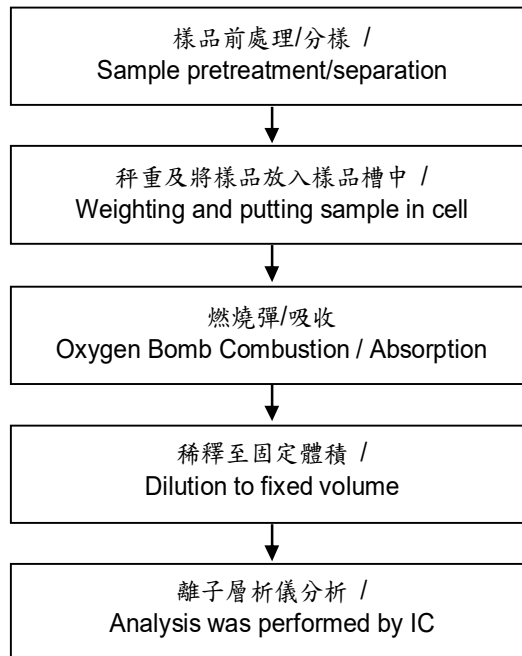 樣品前處理/分樣 /
Sample pretreatment/separation
秤重及將樣品放入樣品槽中 /
Weighting and putting sample in cell
燃燒彈/吸收
Oxygen Bomb Combustion / Absorption
稀釋至固定體積 /
Dilution to fixed volume
離子層析儀分析 /
Analysis was performed by IC